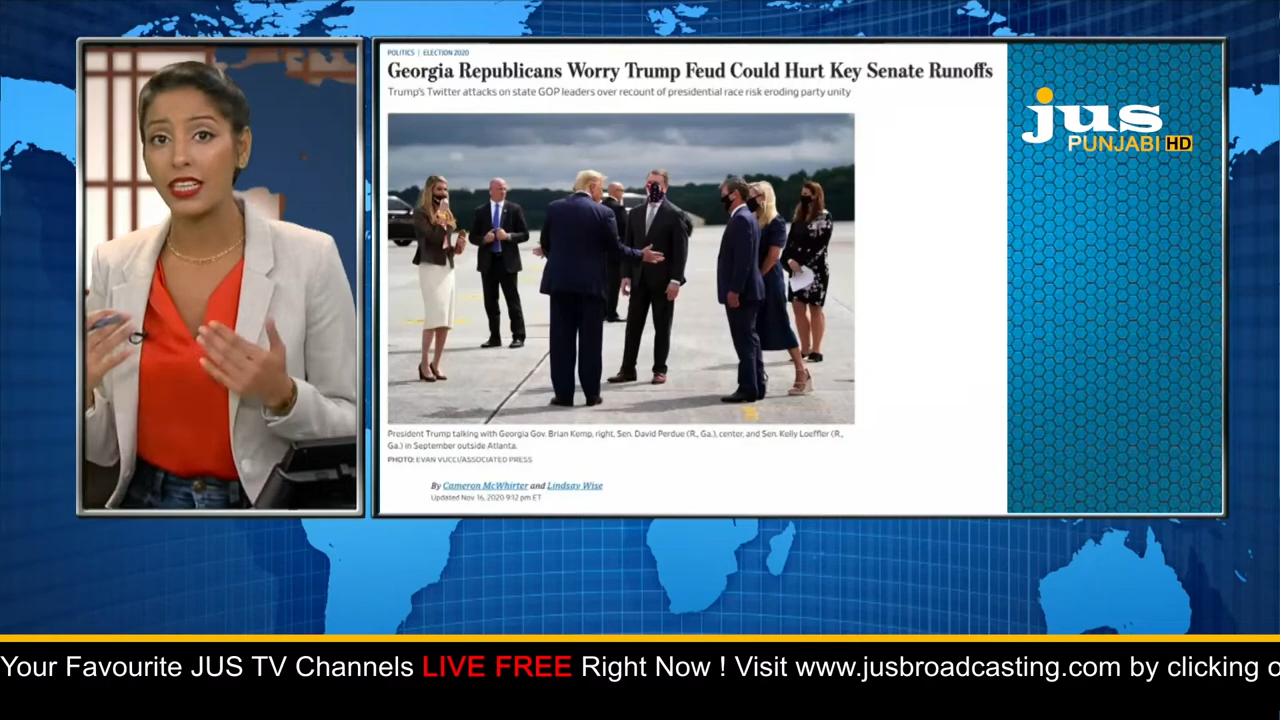 POLITICS | ELECTION 2020
Georgia Republicans Worry Trump Feud Could Hurt Key Senate Runoffs
Trump's Twitter attacks on state GOP leaders over recount of presidential race risk eroding party unity
jus
PUNJABI HD
President Trump talking with Georgia Gov. Brian Kemp, right, Sen. David Perdue (R., Ga.), center, and Sen. Kelly Loeffler (R.,
Ga.) in September outside Atlanta.
PHOTO: EVAN VUCCI/ASSOCIATED PRESS
By Cameron McWhirter and Lindsay Wise
Updated Nov 16, 2020 9:12 pm ET
Your Favourite JUS TV Channels LIVE FREE Right Now ! Visit www.jusbroadcasting.com by clicking o